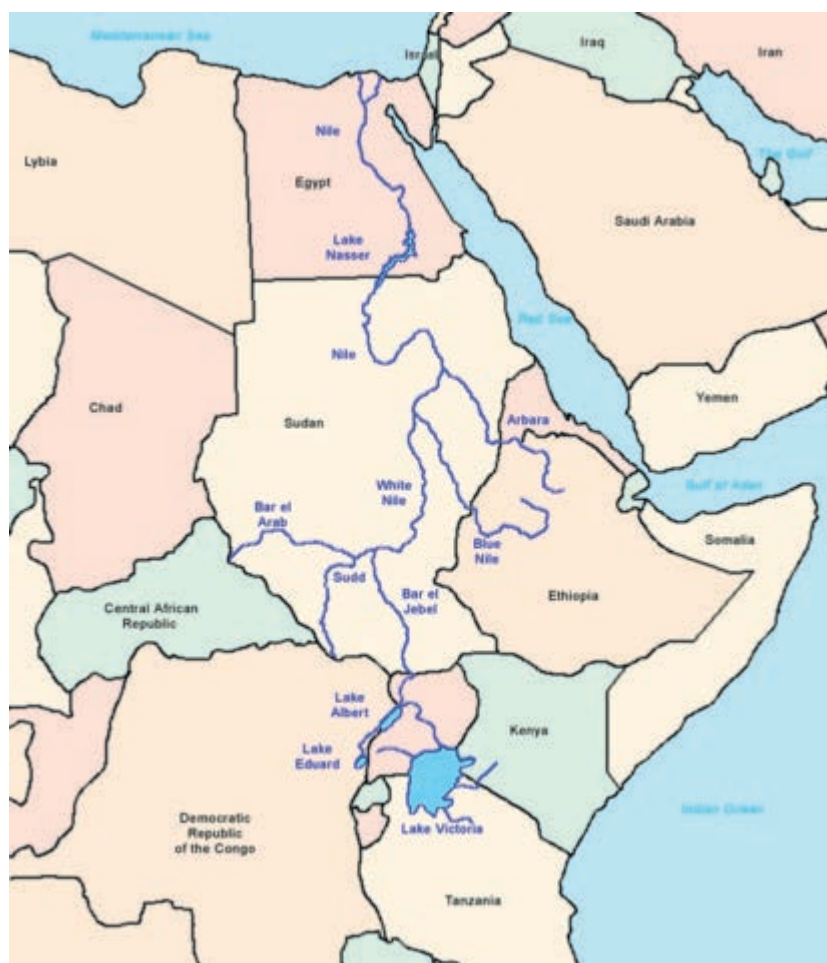 Mediterranean Sea
Israel
Iraq
Iran
Nile
Lybia
The Gulf
Egypt
Saudi Arabia
Lake
Nasser
Red Sea
Nile
Chad
Yemen
Sudan
Arbara
White
Nile
Gulf of Aden
Bar el
Arab
Somalia
Blue
Nile
Sudd
Bar el
Jebel
Ethiopia
Central African
Republic
Lake
Albert
Kenya
Lake
Eduard
Indian Ocean
Democratic
Republic
of the Congo
Lake Victoria
Tanzania